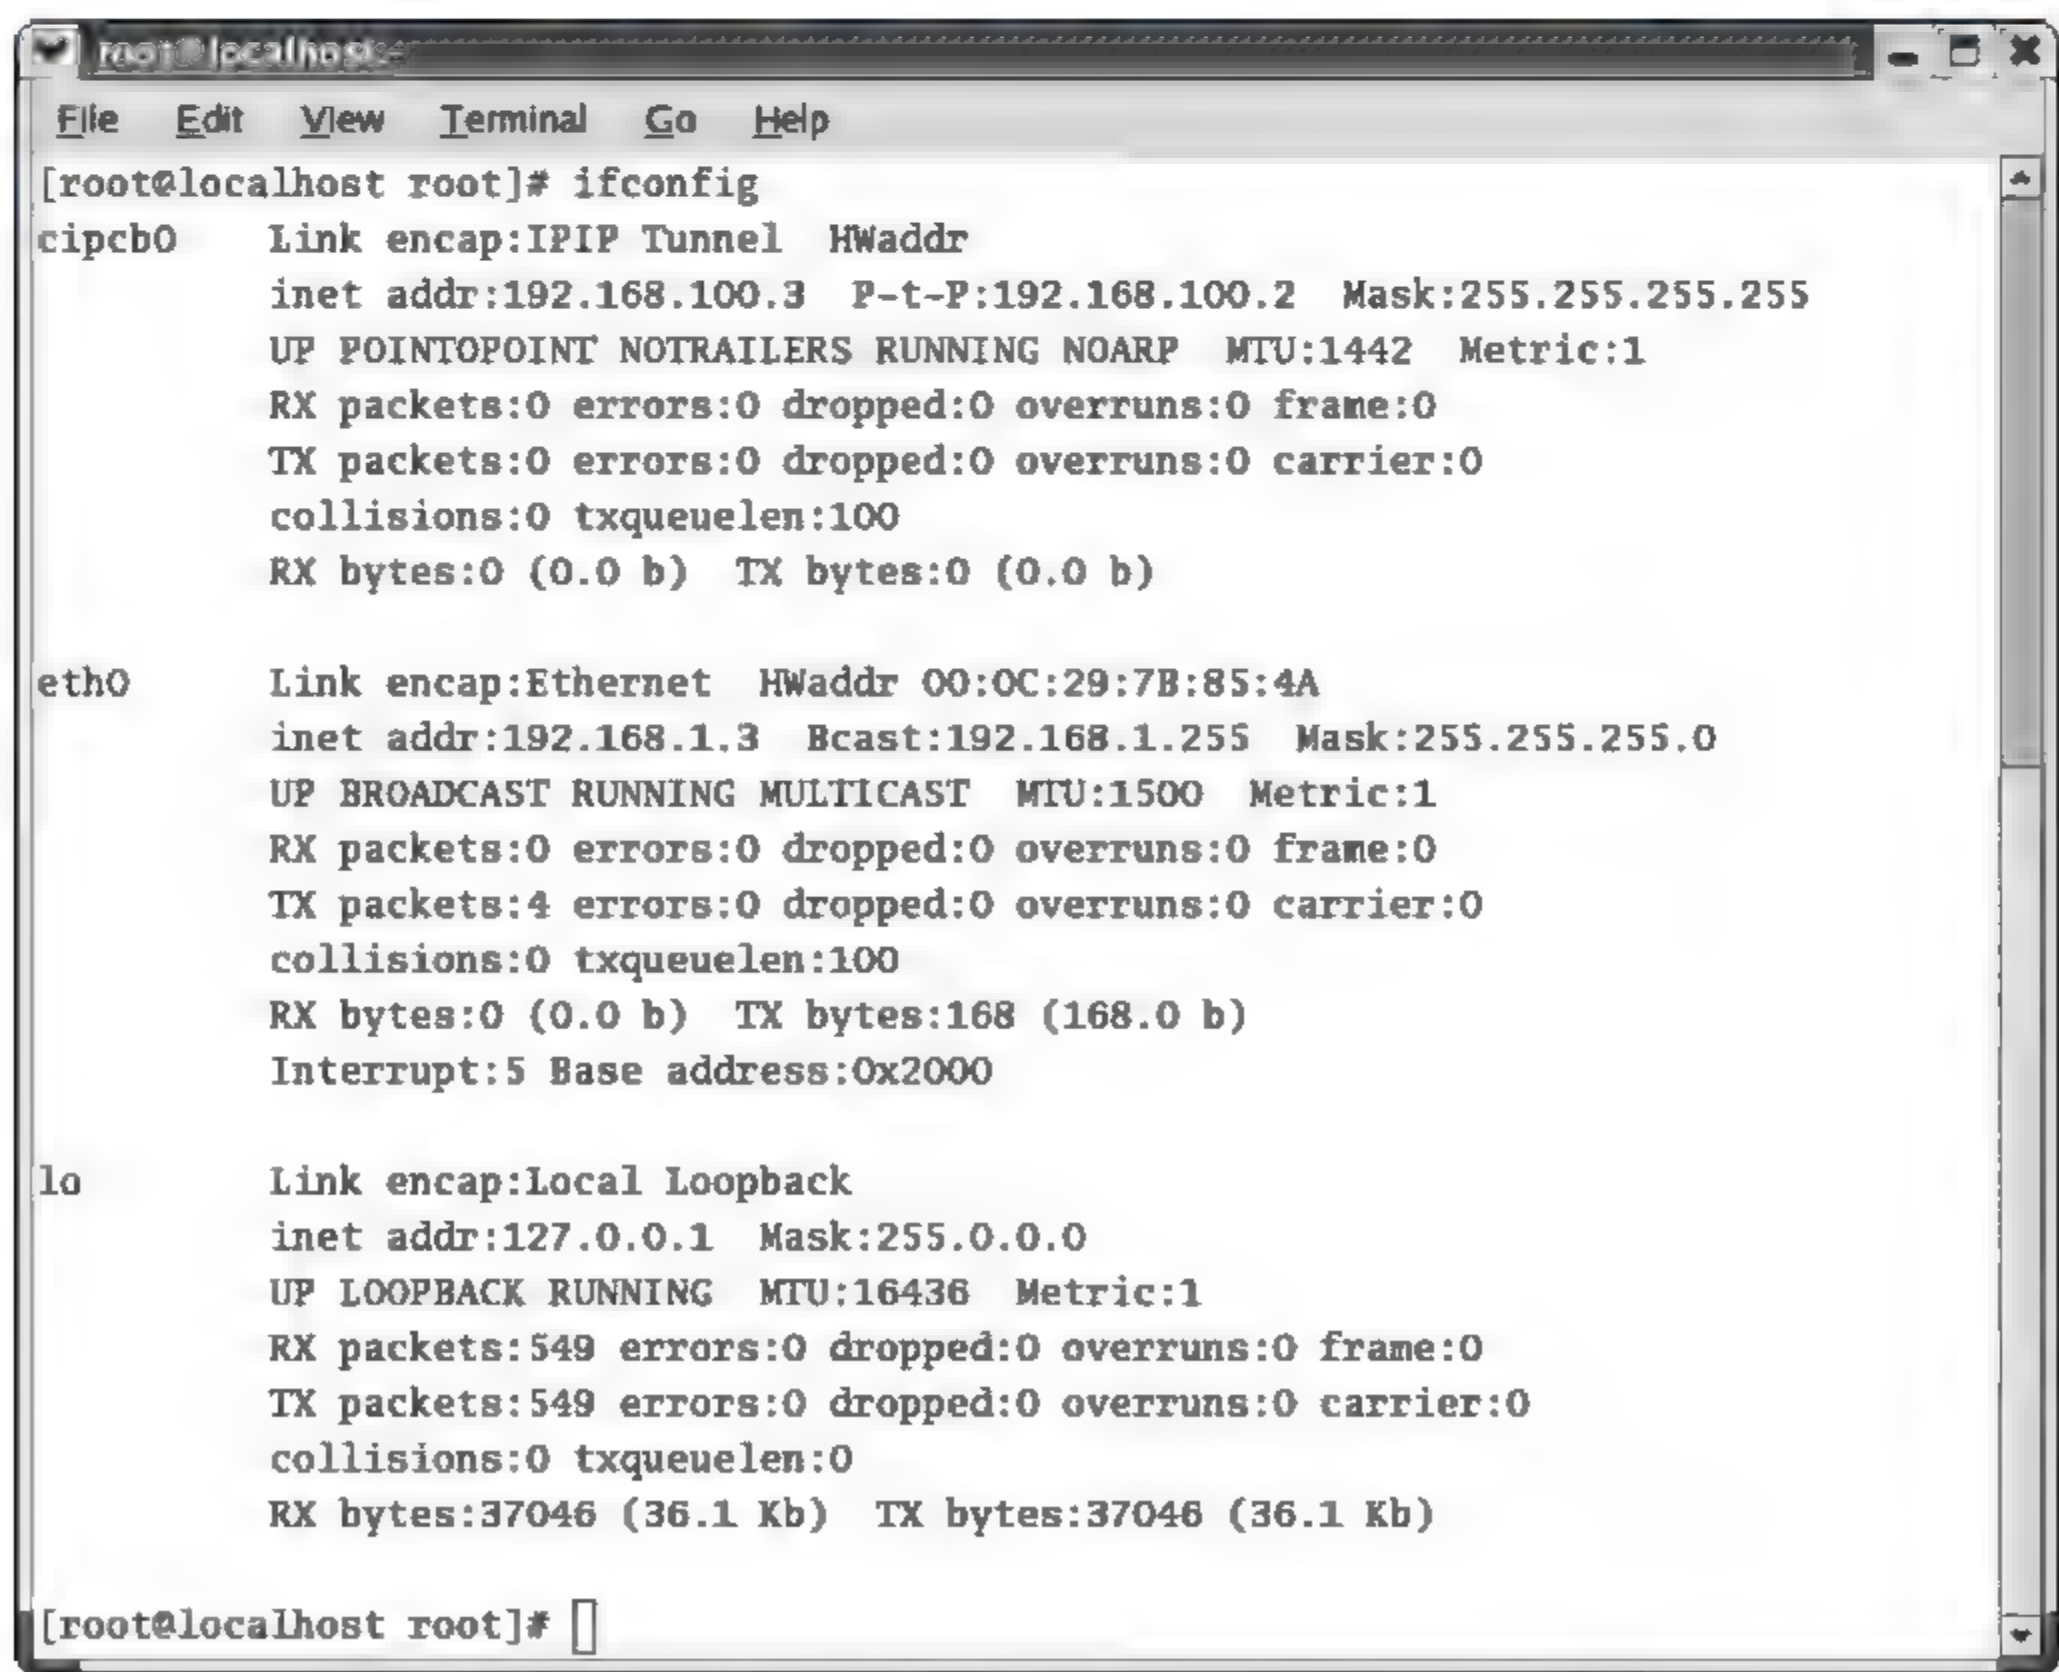 root@localhost:~
File Edit View Terminal Go Help
[root@localhost root]# ifconfig
cipcb0    Link encap:IPIP Tunnel  HWaddr
          inet addr:192.168.100.3  P-t-P:192.168.100.2  Mask:255.255.255.255
          UP POINTOPOINT NOTRAILERS RUNNING NOARP  MTU:1442  Metric:1
          RX packets:0 errors:0 dropped:0 overruns:0 frame:0
          TX packets:0 errors:0 dropped:0 overruns:0 carrier:0
          collisions:0 txqueuelen:100
          RX bytes:0 (0.0 b)  TX bytes:0 (0.0 b)
eth0      Link encap:Ethernet  HWaddr 00:0C:29:7B:85:4A
          inet addr:192.168.1.3  Bcast:192.168.1.255  Mask:255.255.255.0
          UP BROADCAST RUNNING MULTICAST  MTU:1500  Metric:1
          RX packets:0 errors:0 dropped:0 overruns:0 frame:0
          TX packets:4 errors:0 dropped:0 overruns:0 carrier:0
          collisions:0 txqueuelen:100
          RX bytes:0 (0.0 b)  TX bytes:168 (168.0 b)
          Interrupt:5 Base address:0x2000
lo        Link encap:Local Loopback
          inet addr:127.0.0.1  Mask:255.0.0.0
          UP LOOPBACK RUNNING  MTU:16436  Metric:1
          RX packets:549 errors:0 dropped:0 overruns:0 frame:0
          TX packets:549 errors:0 dropped:0 overruns:0 carrier:0
          collisions:0 txqueuelen:0
          RX bytes:37046 (36.1 Kb)  TX bytes:37046 (36.1 Kb)
[root@localhost root]#